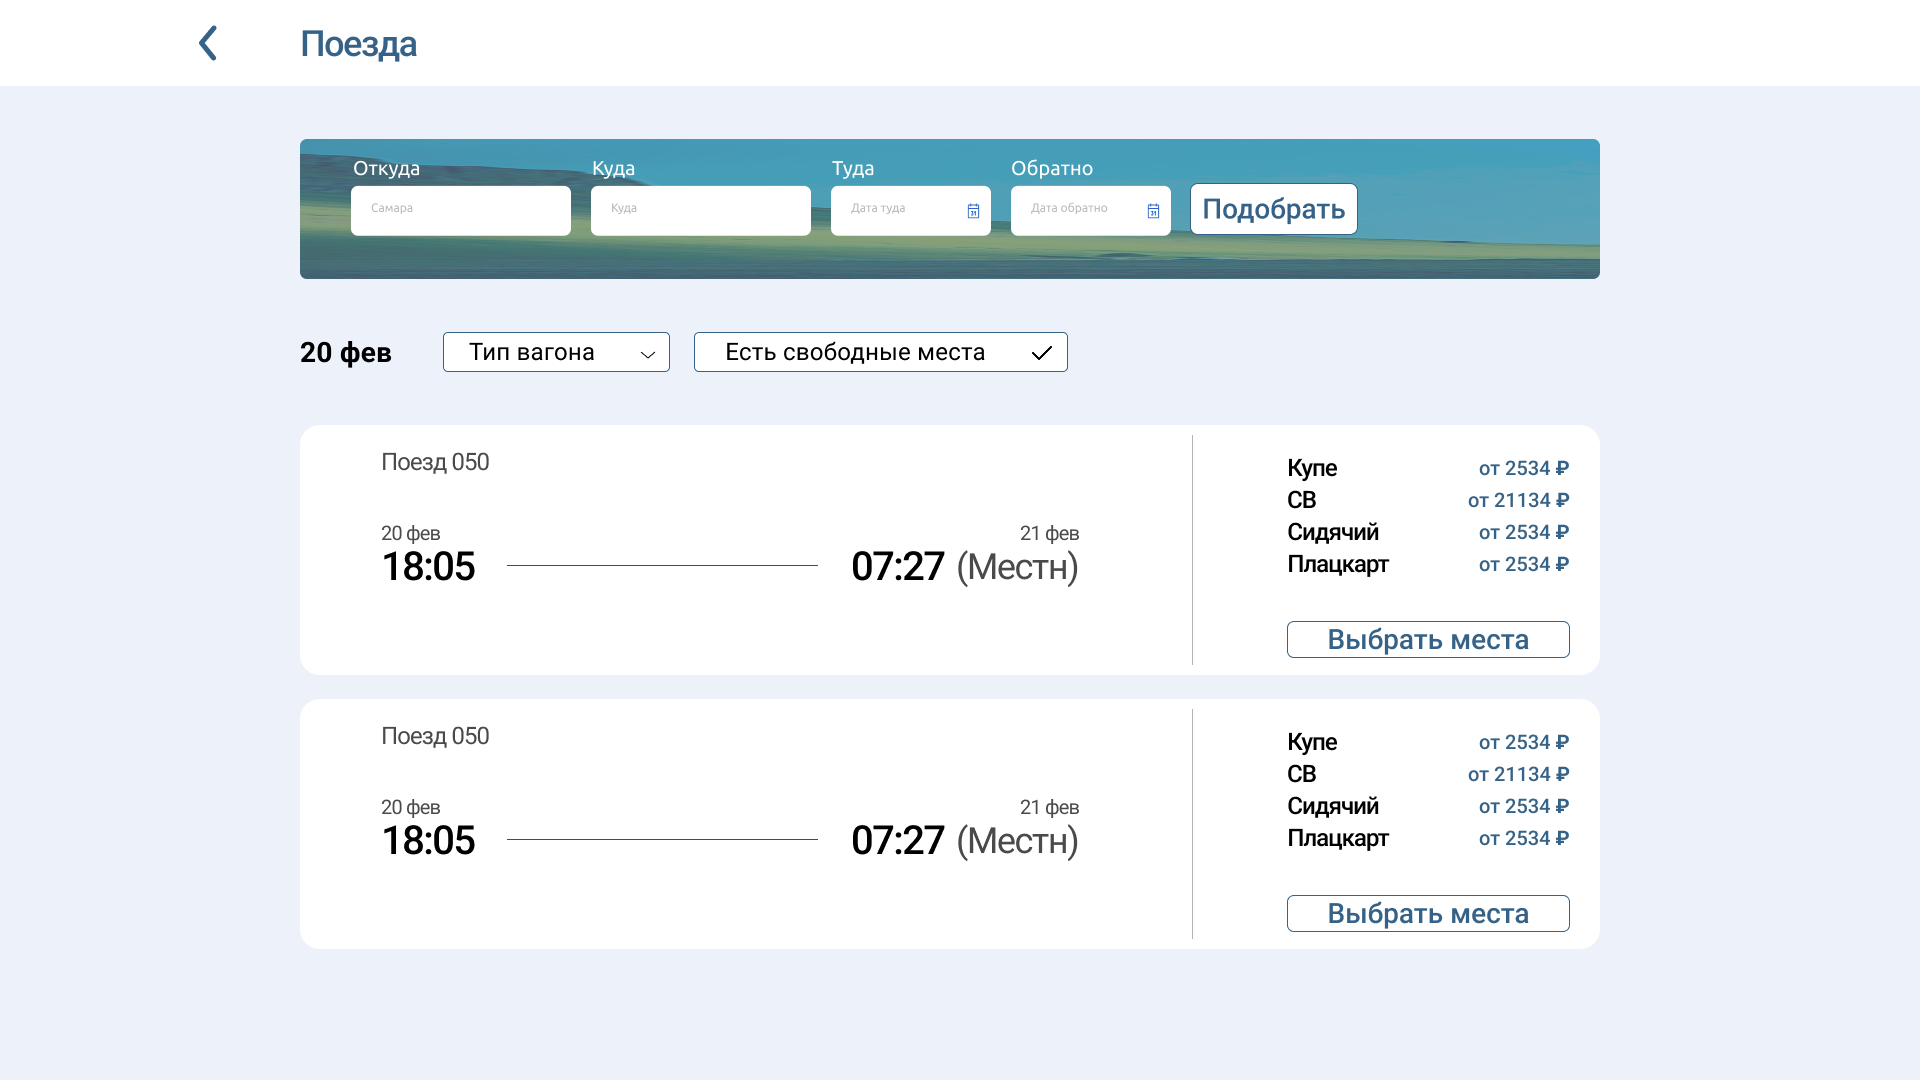 Поезда
Откуда Куда Туда Обратно
Самара Куда Дата туда Дата обратно Подобрать
20 фев Тип вагона Есть свободные места
Поезд 050
20 фев 21 фев
18:05 07:27 (Местн)
Купе от 2534 ₽
СВ от 21134 ₽
Сидячий от 2534 ₽
Плацкарт от 2534 ₽
Выбрать места
Поезд 050
20 фев 21 фев
18:05 07:27 (Местн)
Купе от 2534 ₽
СВ от 21134 ₽
Сидячий от 2534 ₽
Плацкарт от 2534 ₽
Выбрать места